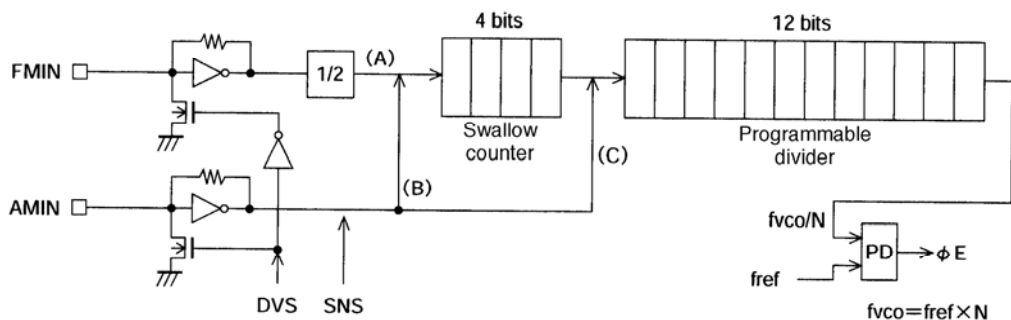 4 bits
12 bits
FMIN
1/2
(A)
Swallow
counter
Programmable
divider
(C)
(B)
AMIN
fvco/N
PD
φE
fref
DVS
SNS
fvco=fref×N